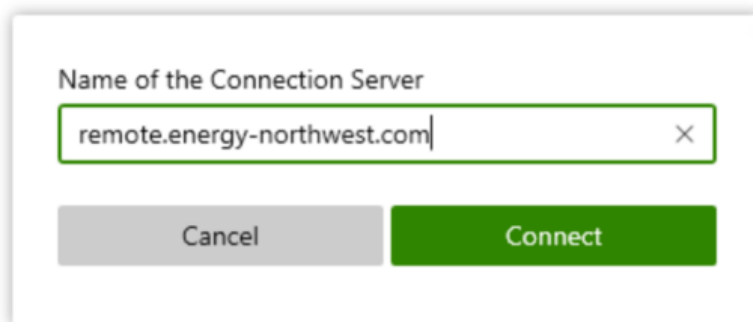 Name of the Connection Server
remote.energy-northwest.com
Cancel
Connect